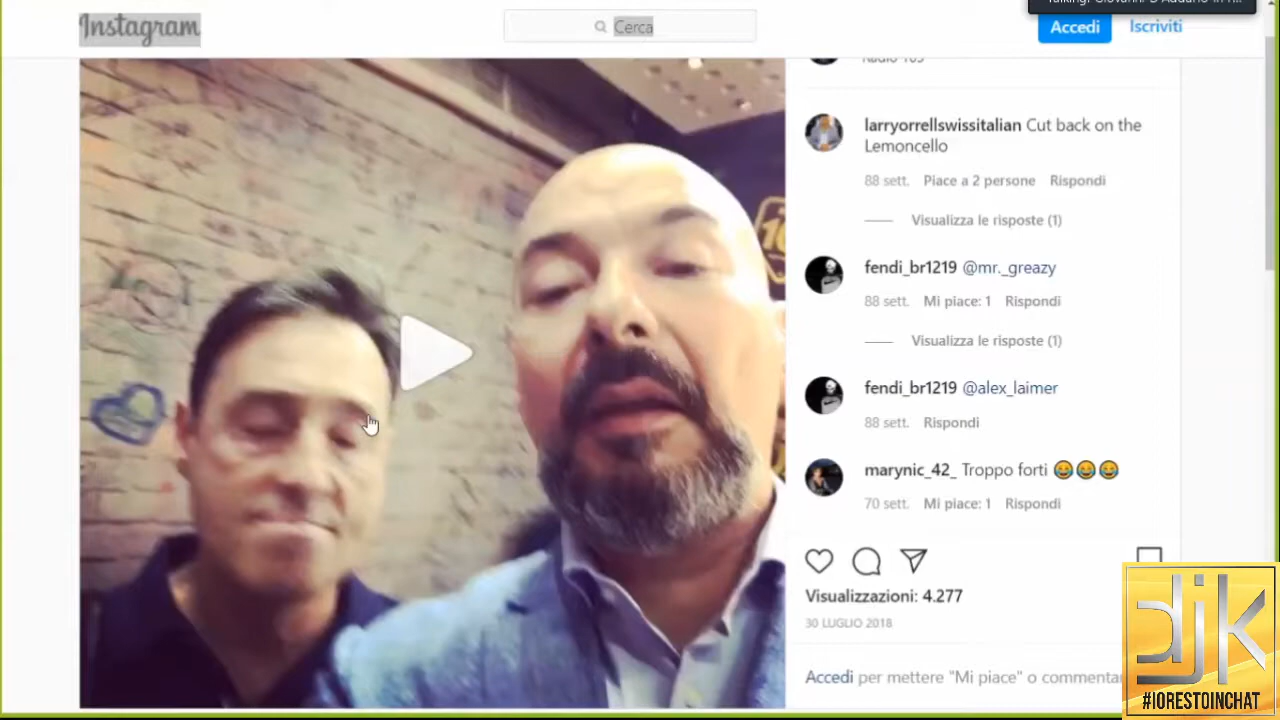 Instagram
Cerca
Accedi
Iscriviti
Radio 105
larryorrellswissitalian Cut back on the
Lemoncello
88 sett. Piace a 2 persone Rispondi
Visualizza le risposte (1)
fendi_br1219 @mr._greazy
88 sett. Mi piace: 1 Rispondi
Visualizza le risposte (1)
fendi_br1219 @alex_laimer
88 sett. Rispondi
marynic_42_ Troppo forti 😂😂😂
70 sett. Mi piace: 1 Rispondi
Visualizzazioni: 4.277
30 LUGLIO 2018
Accedi per mettere "Mi piace" o commentar
djk
#IORESTOINCHAT